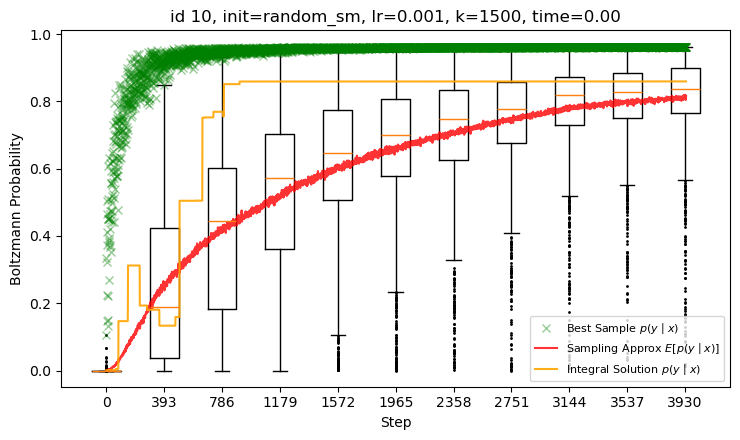 id 10, init=random_sm, lr=0.001, k=1500, time=0.00
Boltzmann Probability
1.0
0.8
0.6
0.4
0.2
0.0
Best Sample p(y | x)
Sampling Approx E[p(y | x)]
Integral Solution p(y | x)
0 393 786 1179 1572 1965 2358 2751 3144 3537 3930
Step